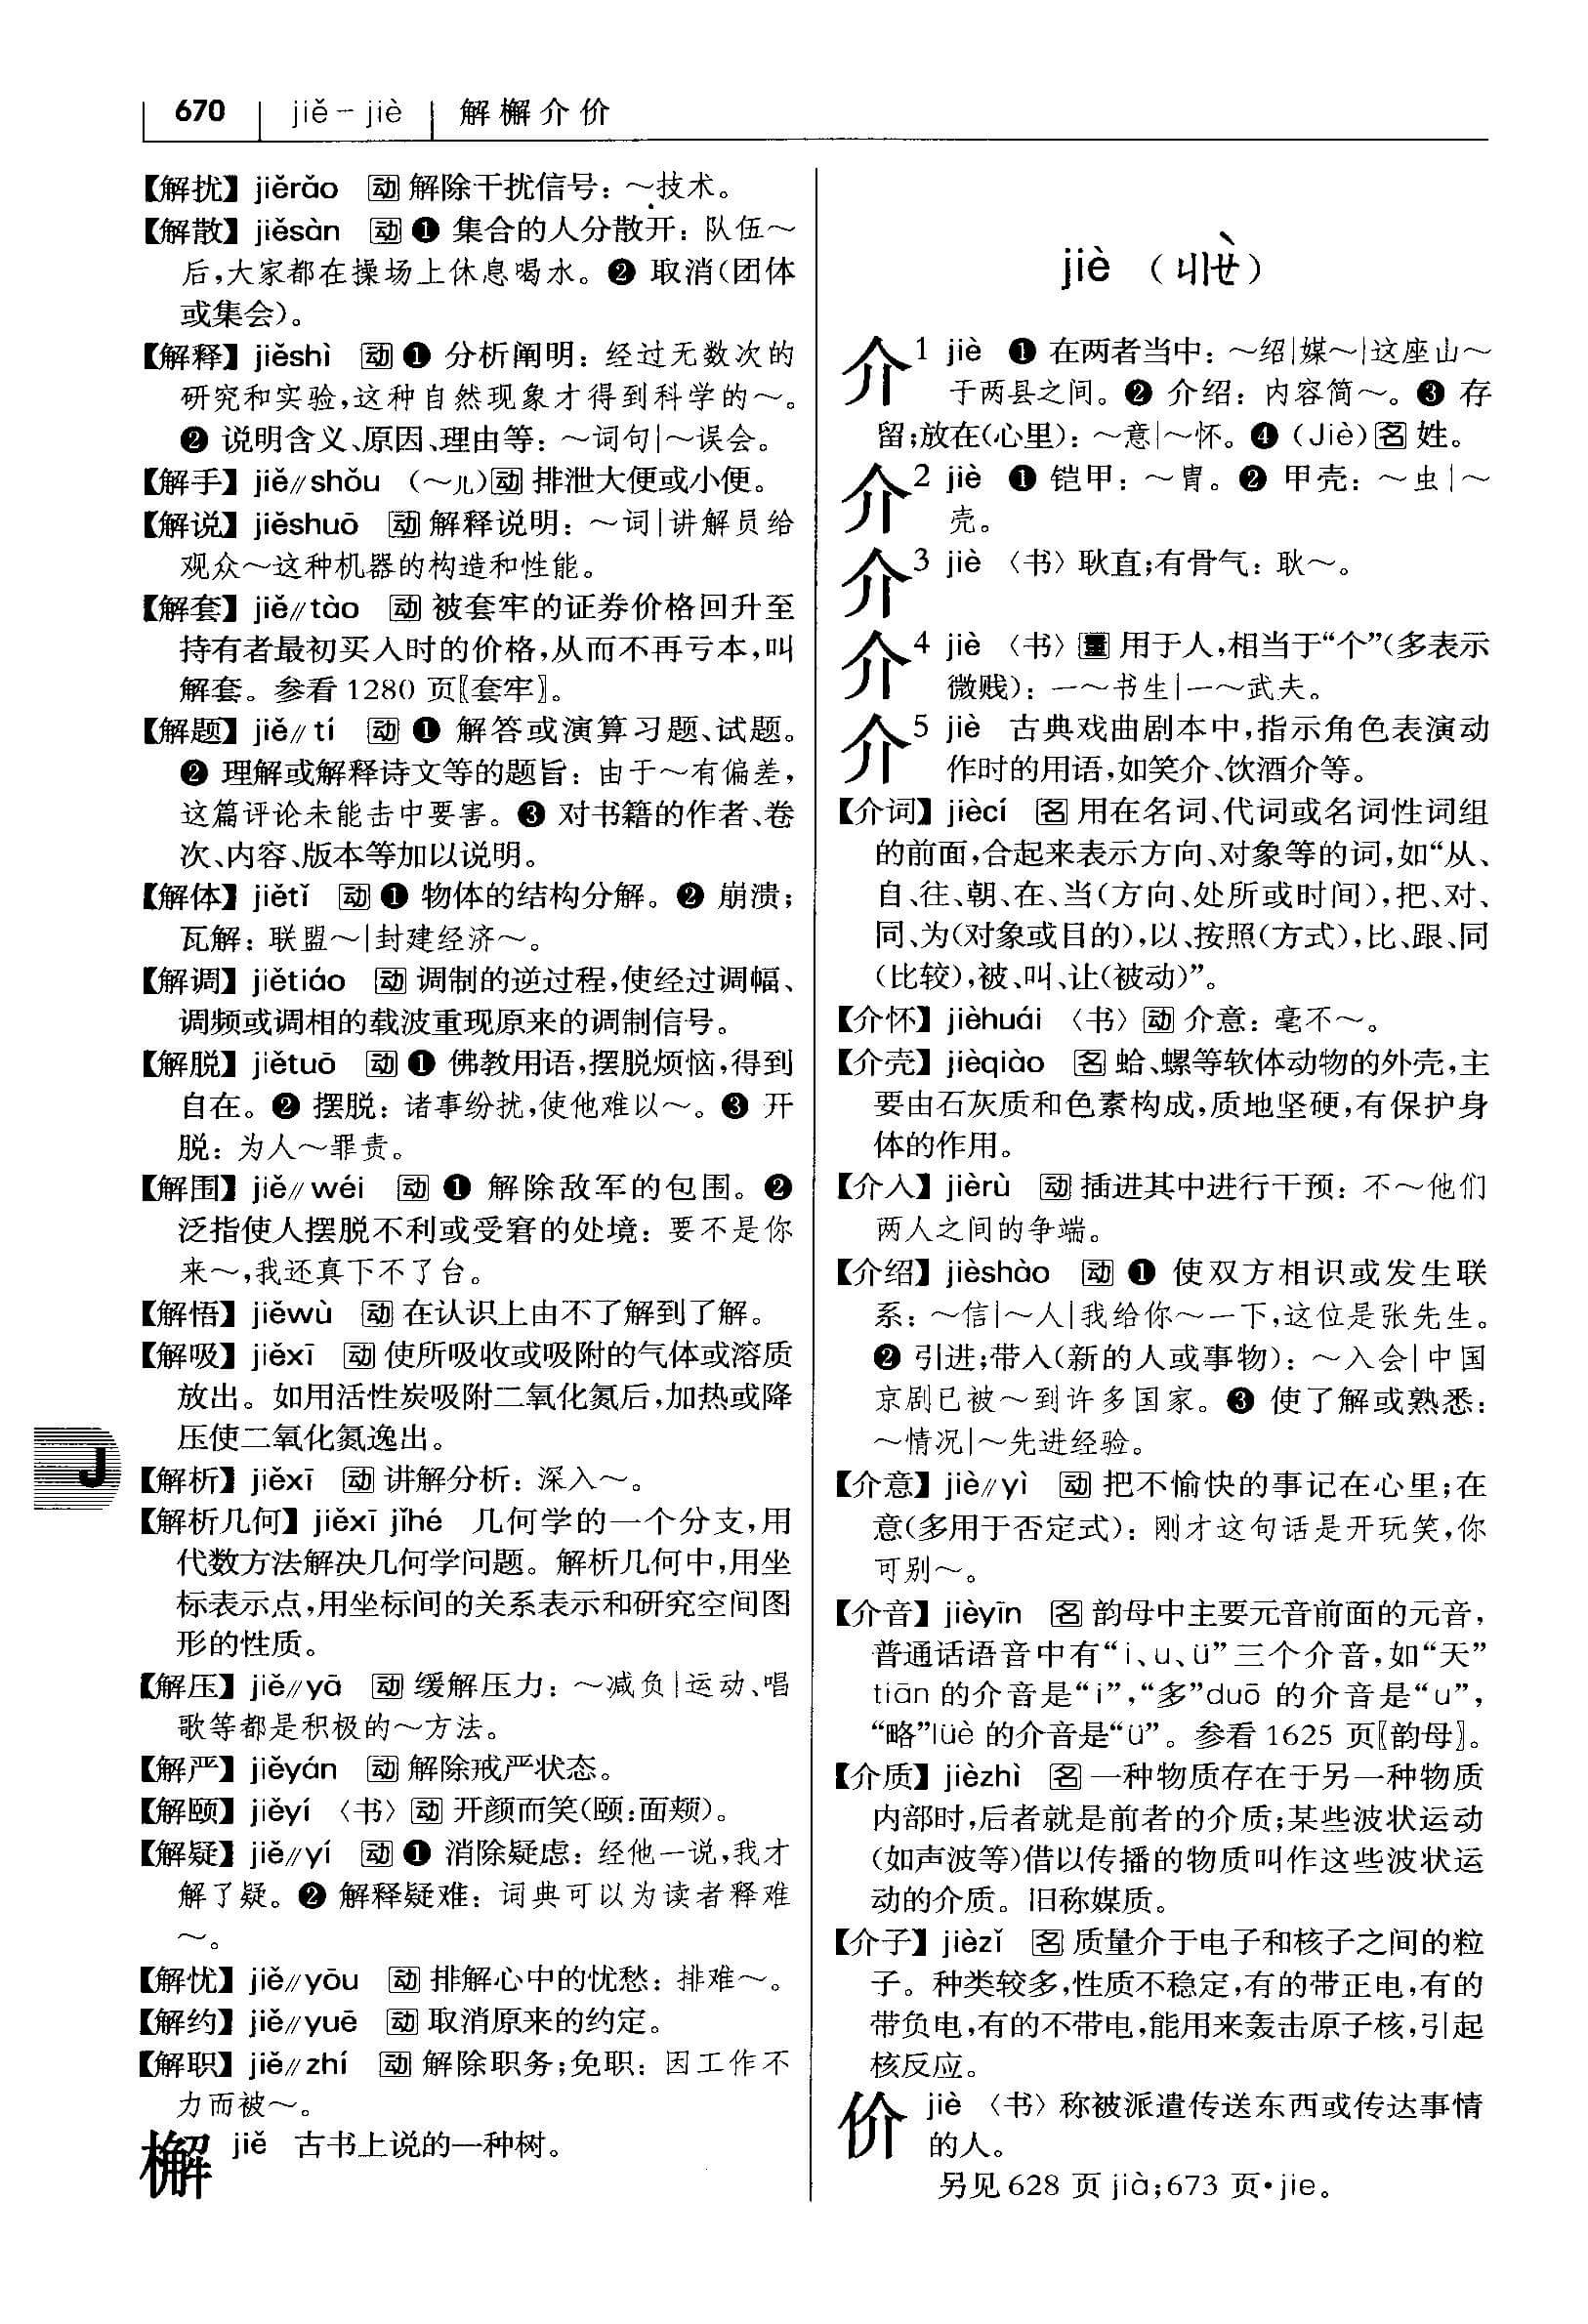 670 jiě－jiè 解檞介价
【解扰】 jiěrǎo 动 解除干扰信号：～技术。
【解散】 jiěsàn 动 ❶ 集合的人分散开：队伍～
后，大家都在操场上休息喝水。❷ 取消（团体
或集会）。
【解释】 jiěshì 动 ❶ 分析阐明：经过无数次的
研究和实验，这种自然现象才得到科学的～。
❷ 说明含义、原因、理由等：～词句|～误会。
【解手】 jiě∥shǒu （～儿）动 排泄大便或小便。
【解说】 jiěshuō 动 解释说明：～词|讲解员给
观众～这种机器的构造和性能。
【解套】 jiě∥tào 动 被套牢的证券价格回升至
持有者最初买入时的价格，从而不再亏本，叫
解套。参看 1280 页〖套牢〗。
【解题】 jiě∥tí 动 ❶ 解答或演算习题、试题。
❷ 理解或解释诗文等的题旨：由于～有偏差，
这篇评论未能击中要害。❸ 对书籍的作者、卷
次、内容、版本等加以说明。
【解体】 jiětǐ 动 ❶ 物体的结构分解。❷ 崩溃；
瓦解：联盟～|封建经济～。
【解调】 jiětiáo 动 调制的逆过程，使经过调幅、
调频或调相的载波重现原来的调制信号。
【解脱】 jiětuō 动 ❶ 佛教用语，摆脱烦恼，得到
自在。❷ 摆脱：诸事纷扰，使他难以～。❸ 开
脱：为人～罪责。
【解围】 jiě∥wéi 动 ❶ 解除敌军的包围。❷
泛指使人摆脱不利或受窘的处境：要不是你
来～，我还真下不了台。
【解悟】 jiěwù 动 在认识上由不了解到了解。
【解吸】 jiěxī 动 使所吸收或吸附的气体或溶质
放出。如用活性炭吸附二氧化氮后，加热或降
压使二氧化氮逸出。
J
【解析】 jiěxī 动 讲解分析：深入～。
【解析几何】 jiěxī jǐhé 几何学的一个分支，用
代数方法解决几何学问题。解析几何中，用坐
标表示点，用坐标间的关系表示和研究空间图
形的性质。
【解压】 jiě∥yā 动 缓解压力：～减负|运动、唱
歌等都是积极的～方法。
【解严】 jiěyán 动 解除戒严状态。
【解颐】 jiěyí 〈书〉动 开颜而笑（颐：面颊）。
【解疑】 jiě∥yí 动 ❶ 消除疑虑：经他一说，我才
解了疑。❷ 解释疑难：词典可以为读者释难
～。
【解忧】 jiě∥yōu 动 排解心中的忧愁：排难～。
【解约】 jiě∥yuē 动 取消原来的约定。
【解职】 jiě∥zhí 动 解除职务；免职：因工作不
力而被～。
檞 jiě 古书上说的一种树。
jiè （ㄐㄧㄝˋ）
介1 jiè ❶ 在两者当中：～绍|媒～|这座山～
于两县之间。❷ 介绍：内容简～。❸ 存
留；放在（心里）：～意|～怀。❹ （Jiè）名 姓。
介2 jiè ❶ 铠甲：～胄。❷ 甲壳：～虫|～
壳。
介3 jiè 〈书〉耿直；有骨气：耿～。
介4 jiè 〈书〉量 用于人，相当于“个”（多表示
微贱）：一～书生|一～武夫。
介5 jiè 古典戏曲剧本中，指示角色表演动
作时的用语，如笑介、饮酒介等。
【介词】 jiècí 名 用在名词、代词或名词性词组
的前面，合起来表示方向、对象等的词，如“从、
自、往、朝、在、当（方向、处所或时间），把、对、
同、为（对象或目的），以、按照（方式），比、跟、同
（比较），被、叫、让（被动）”。
【介怀】 jièhuái 〈书〉动 介意：毫不～。
【介壳】 jièqiào 名 蛤、螺等软体动物的外壳，主
要由石灰质和色素构成，质地坚硬，有保护身
体的作用。
【介入】 jièrù 动 插进其中进行干预：不～他们
两人之间的争端。
【介绍】 jièshào 动 ❶ 使双方相识或发生联
系：～信|～人|我给你～一下，这位是张先生。
❷ 引进；带入（新的人或事物）：～入会|中国
京剧已被～到许多国家。❸ 使了解或熟悉：
～情况|～先进经验。
【介意】 jiè∥yì 动 把不愉快的事记在心里；在
意（多用于否定式）：刚才这句话是开玩笑，你
可别～。
【介音】 jièyīn 名 韵母中主要元音前面的元音，
普通话语音中有“i、u、ü”三个介音，如“天”
tiān 的介音是“i”，“多”duō 的介音是“u”，
“略”lüè 的介音是“ü”。参看 1625 页〖韵母〗。
【介质】 jièzhì 名 一种物质存在于另一种物质
内部时，后者就是前者的介质；某些波状运动
（如声波等）借以传播的物质叫作这些波状运
动的介质。旧称媒质。
【介子】 jièzǐ 名 质量介于电子和核子之间的粒
子。种类较多，性质不稳定，有的带正电，有的
带负电，有的不带电，能用来轰击原子核，引起
核反应。
价 jiè 〈书〉称被派遣传送东西或传达事情
的人。
另见 628 页 jià；673 页·jie。